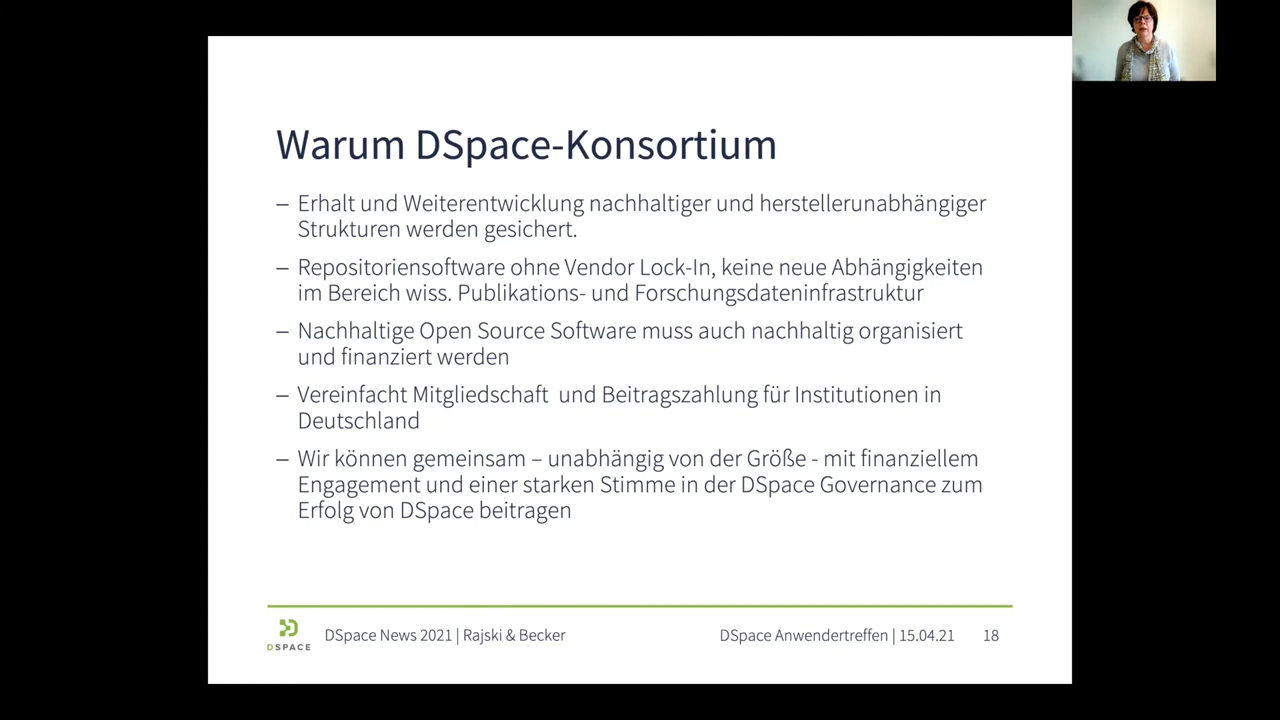 Warum DSpace-Konsortium
– Erhalt und Weiterentwicklung nachhaltiger und herstellerunabhängiger
Strukturen werden gesichert.
– Repositoriensoftware ohne Vendor Lock-In, keine neue Abhängigkeiten
im Bereich wiss. Publikations- und Forschungsdateninfrastruktur
– Nachhaltige Open Source Software muss auch nachhaltig organisiert
und finanziert werden
– Vereinfacht Mitgliedschaft  und Beitragszahlung für Institutionen in
Deutschland
– Wir können gemeinsam – unabhängig von der Größe - mit finanziellem
Engagement und einer starken Stimme in der DSpace Governance zum
Erfolg von DSpace beitragen
DSPACE
DSpace News 2021 | Rajski & Becker
DSpace Anwendertreffen | 15.04.21
18